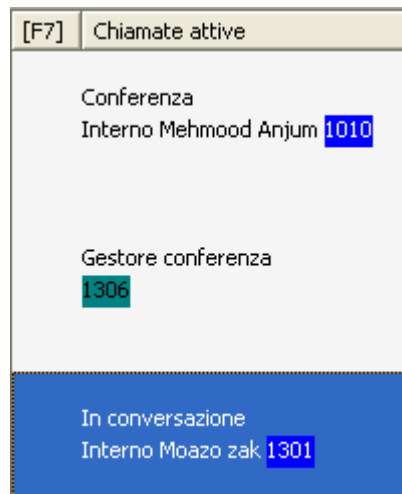 [F7] Chiamate attive
Conferenza
Interno Mehmood Anjum 1010
Gestore conferenza
1306
In conversazione
Interno Moazo zak 1301